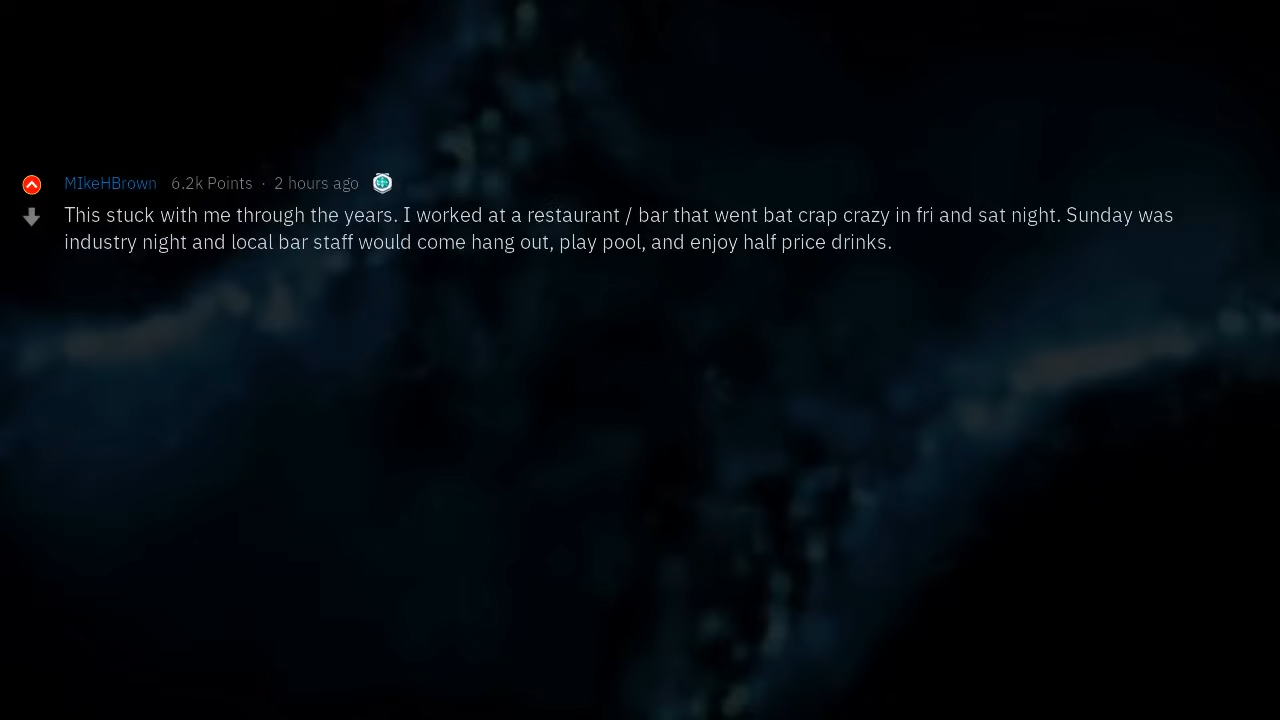 MIkeHBrown 6.2k Points · 2 hours ago
This stuck with me through the years. I worked at a restaurant / bar that went bat crap crazy in fri and sat night. Sunday was
industry night and local bar staff would come hang out, play pool, and enjoy half price drinks.